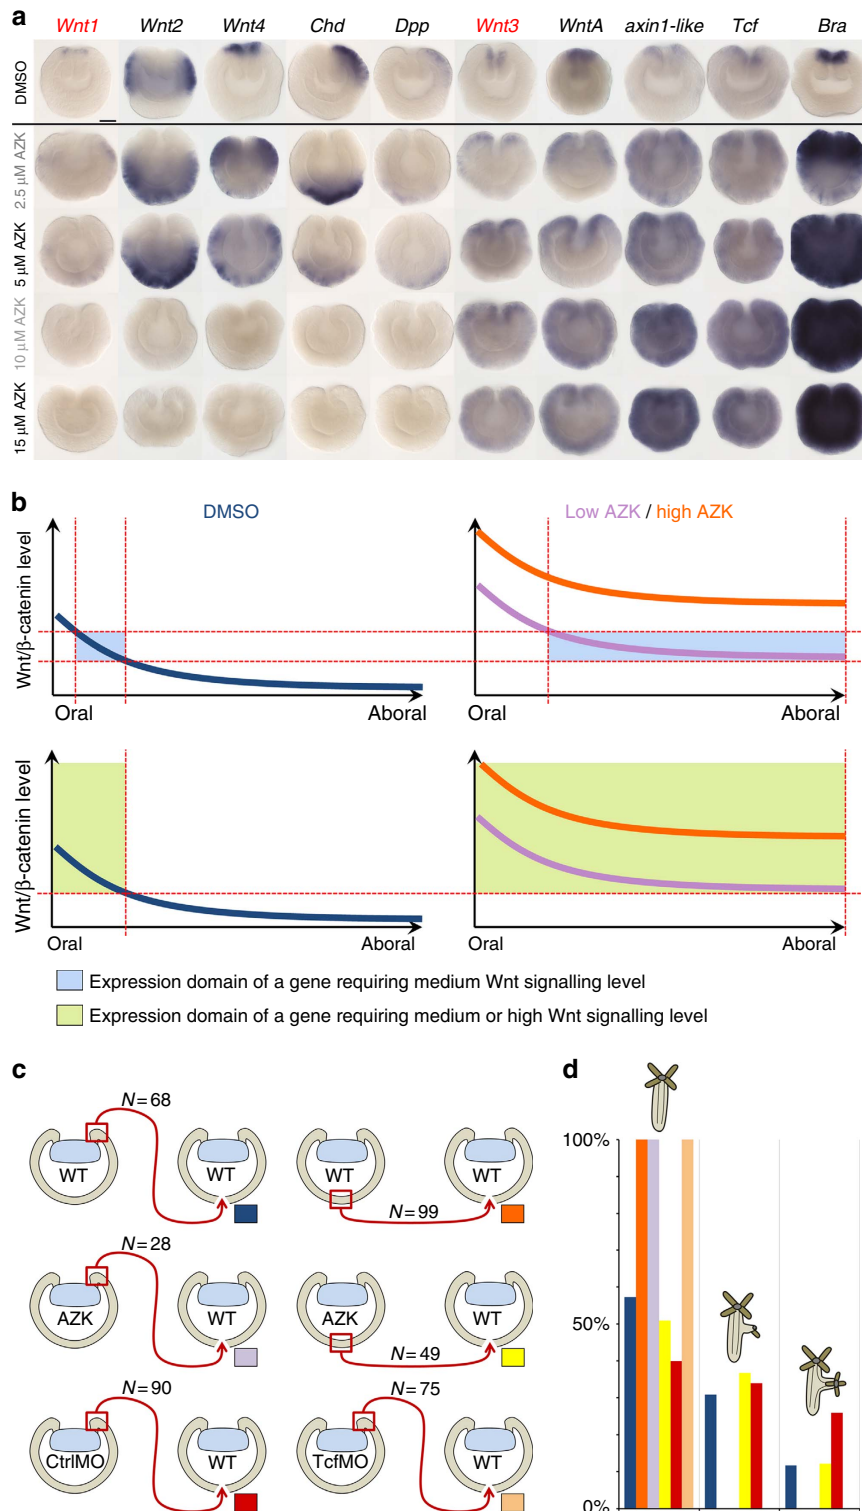 a
Wnt1 Wnt2 Wnt4 Chd Dpp Wnt3 WntA axin1-like Tcf Bra
DMSO
2.5 μM AZK
5 μM AZK
10 μM AZK
15 μM AZK
b
DMSO
Low AZK / high AZK
Wnt/β-catenin level
Oral Aboral
Oral Aboral
Wnt/β-catenin level
Oral Aboral
Oral Aboral
Expression domain of a gene requiring medium Wnt signalling level
Expression domain of a gene requiring medium or high Wnt signalling level
c
N=68
WT WT
WT WT
N=99
N=28
AZK WT
AZK WT
N=49
N=90
N=75
CtrlMO WT
TcfMO WT
d
100%
50%
0%